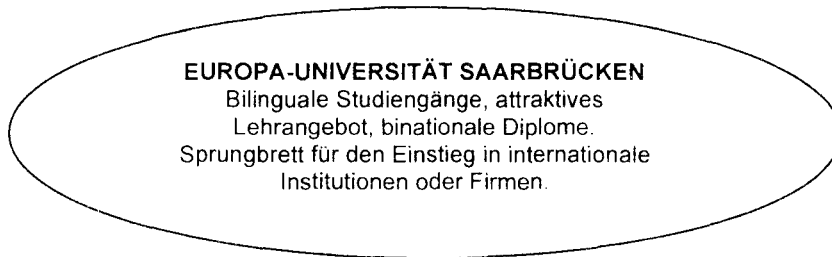 EUROPA-UNIVERSITÄT SAARBRÜCKEN
Bilinguale Studiengänge, attraktives
Lehrangebot, binationale Diplome.
Sprungbrett für den Einstieg in internationale
Institutionen oder Firmen.